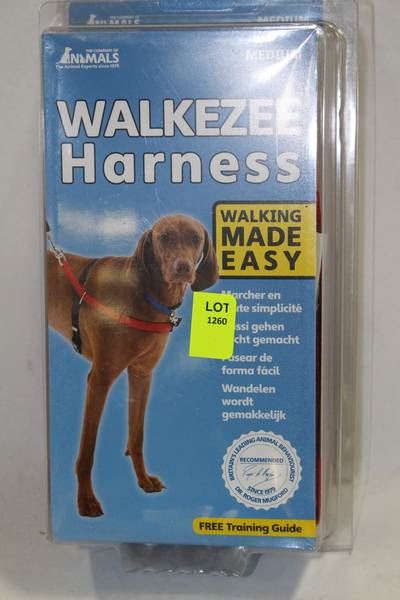 MEDIUM
THE COMPANY OF
ANIMALS
The Animal Experts since 1979
MEDIUM
WALKEZEE
Harness
WALKING
MADE
EASY
Marcher en
simplicité
LOT
1260
gehen
gemacht
Pasear de
forma fácil
Wandelen
wordt
gemakkelijk
BRITAIN'S LEADING ANIMAL BEHAVIOURIST
RECOMMENDED
SINCE 1979
DR. ROGER MUGFORD
FREE Training Guide